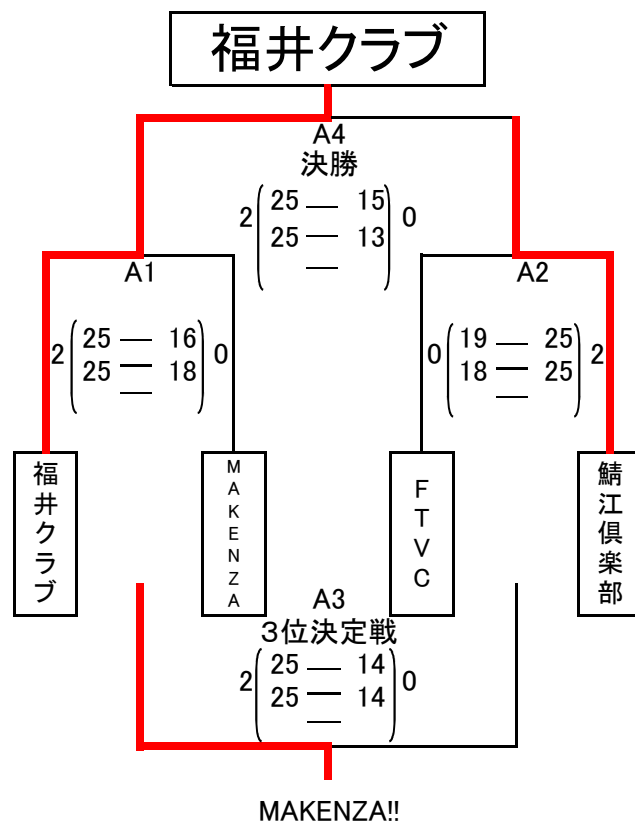 福井クラブ
A4
決勝
2 25 — 15 0
25 — 13
—
A1
2 25 — 16 0
25 — 18
—
A2
0 19 — 25 2
18 — 25
—
福井クラブ
MAKENZA
FTVC
鯖江倶楽部
A3
３位決定戦
2 25 — 14 0
25 — 14
—
MAKENZA!!